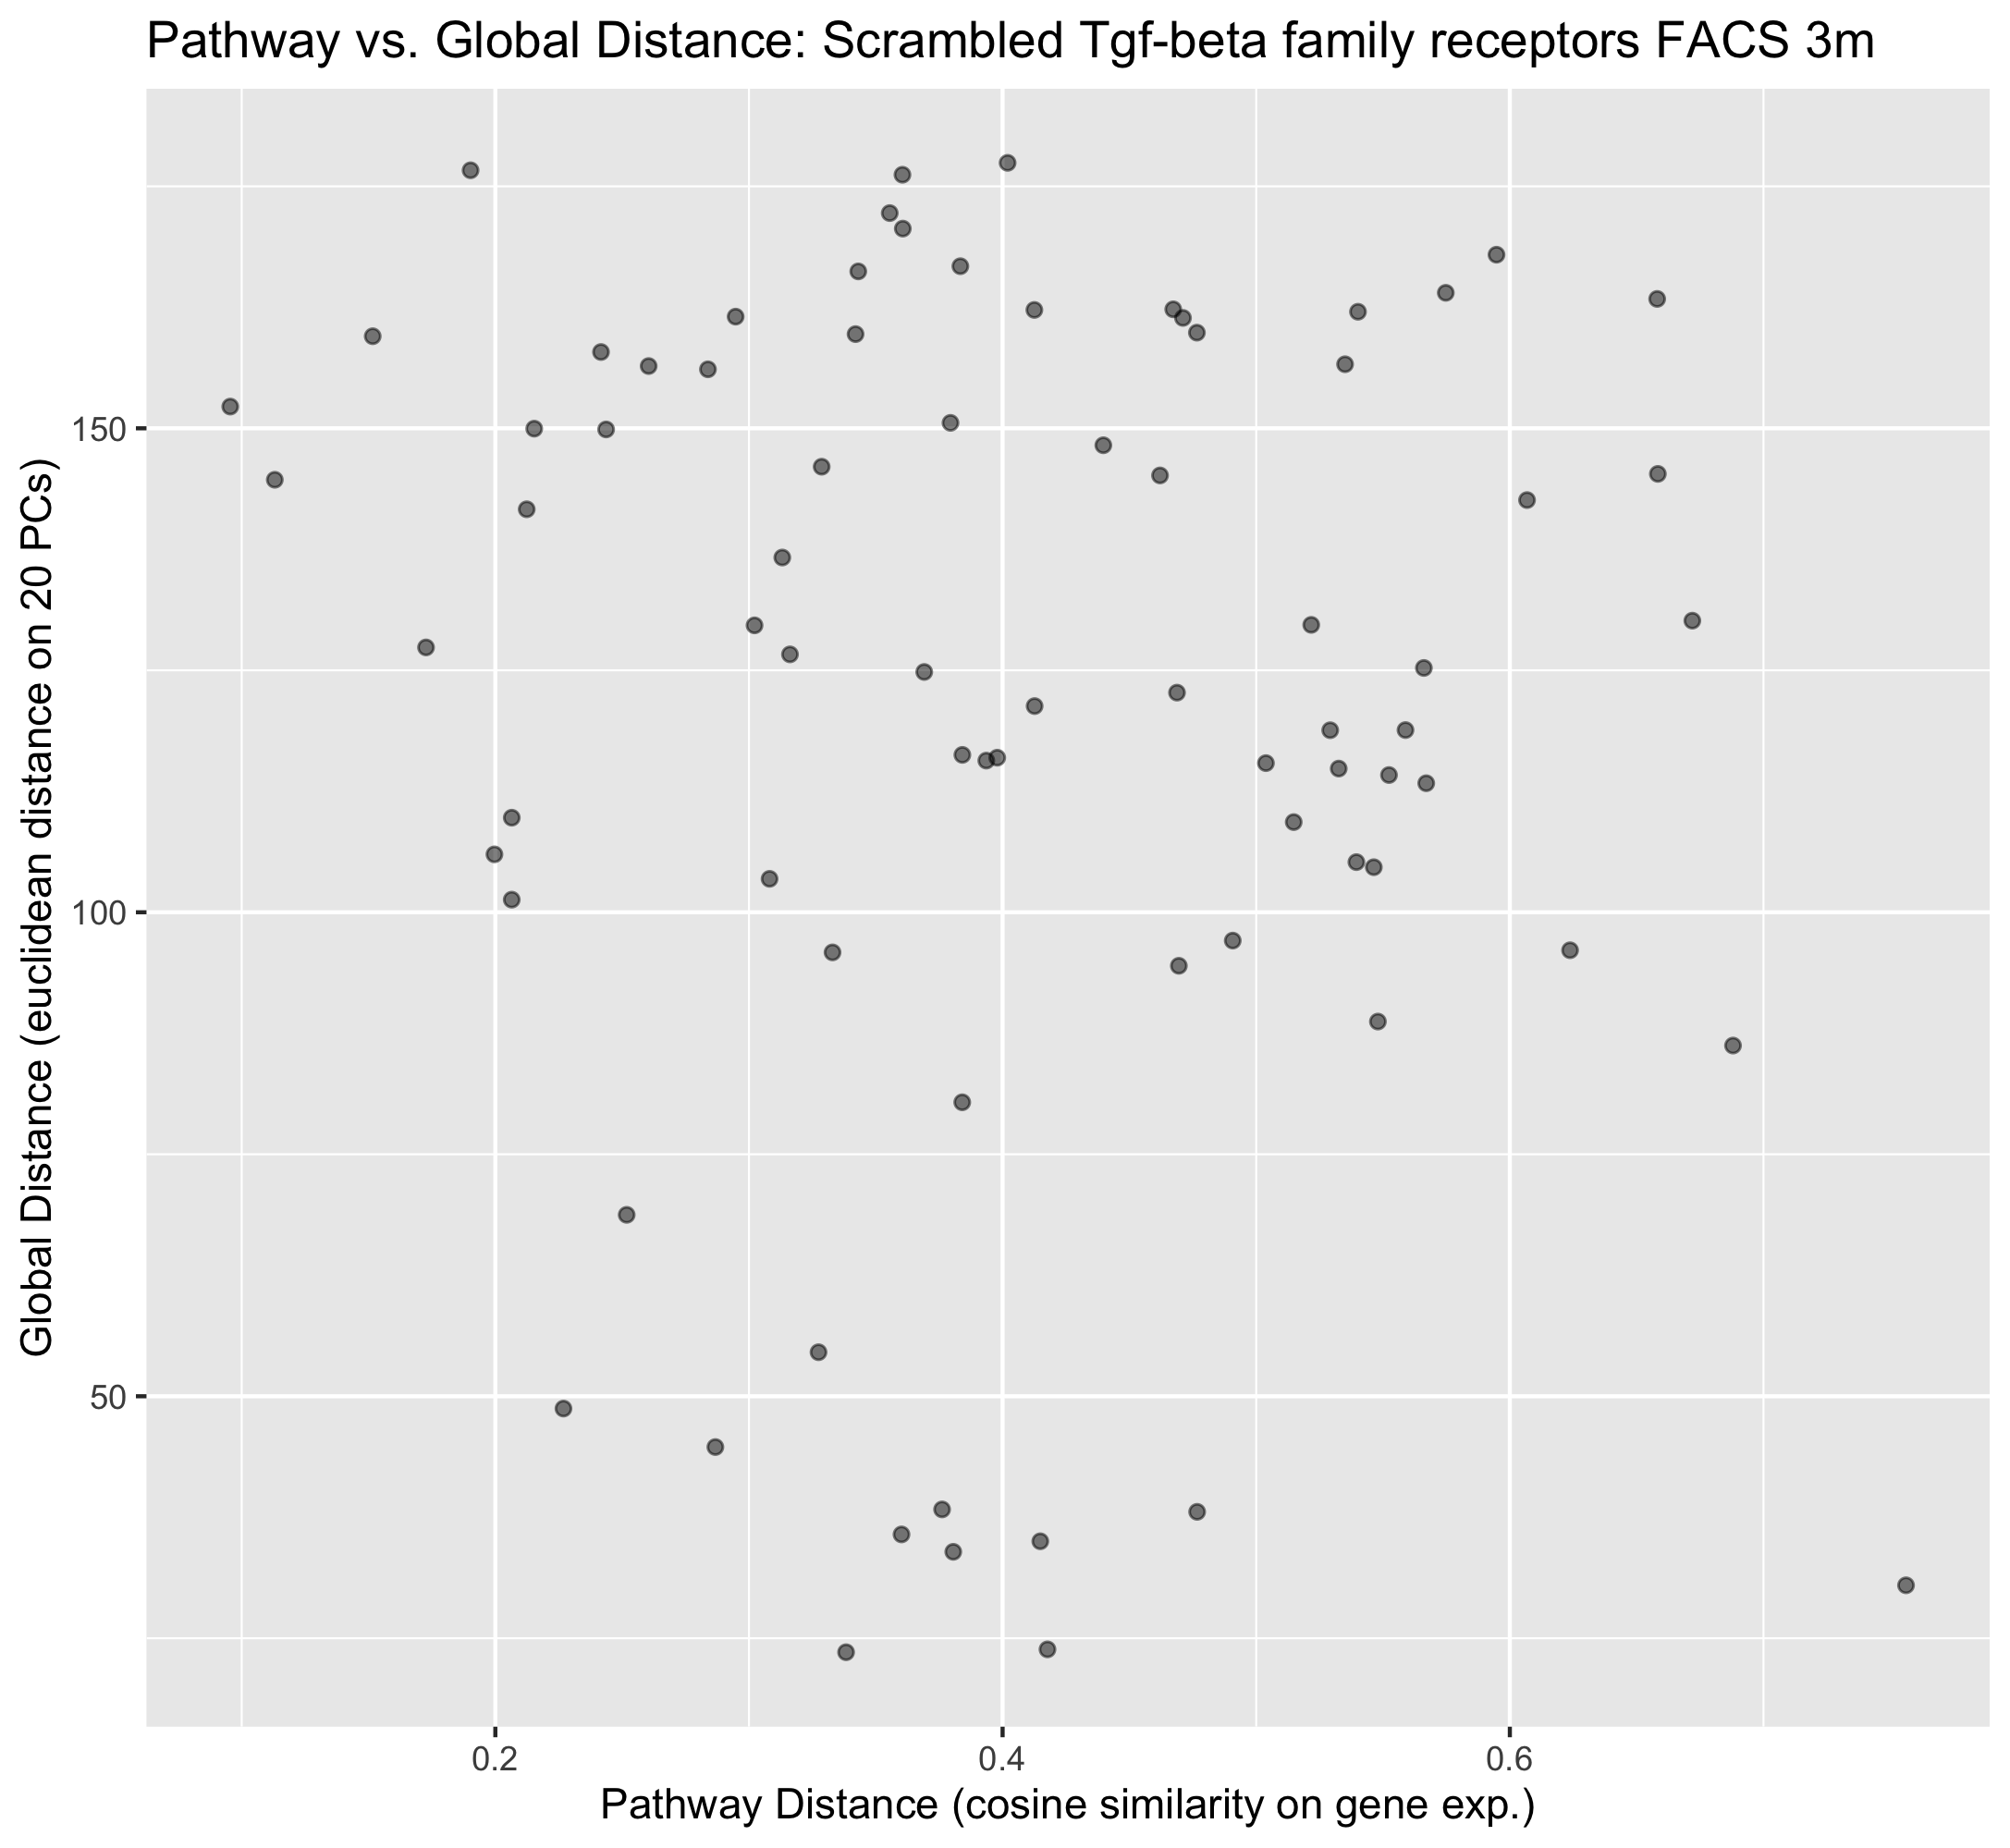 Pathway vs. Global Distance: Scrambled Tgf-beta family receptors FACS 3m
Global Distance (euclidean distance on 20 PCs)
150
100
50
0.2
0.4
0.6
Pathway Distance (cosine similarity on gene exp.)